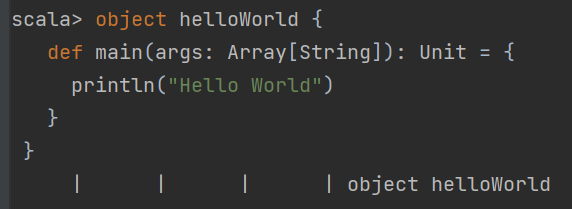 scala> object helloWorld {
def main(args: Array[String]): Unit = {
println("Hello World")
}
}
| | | | object helloWorld